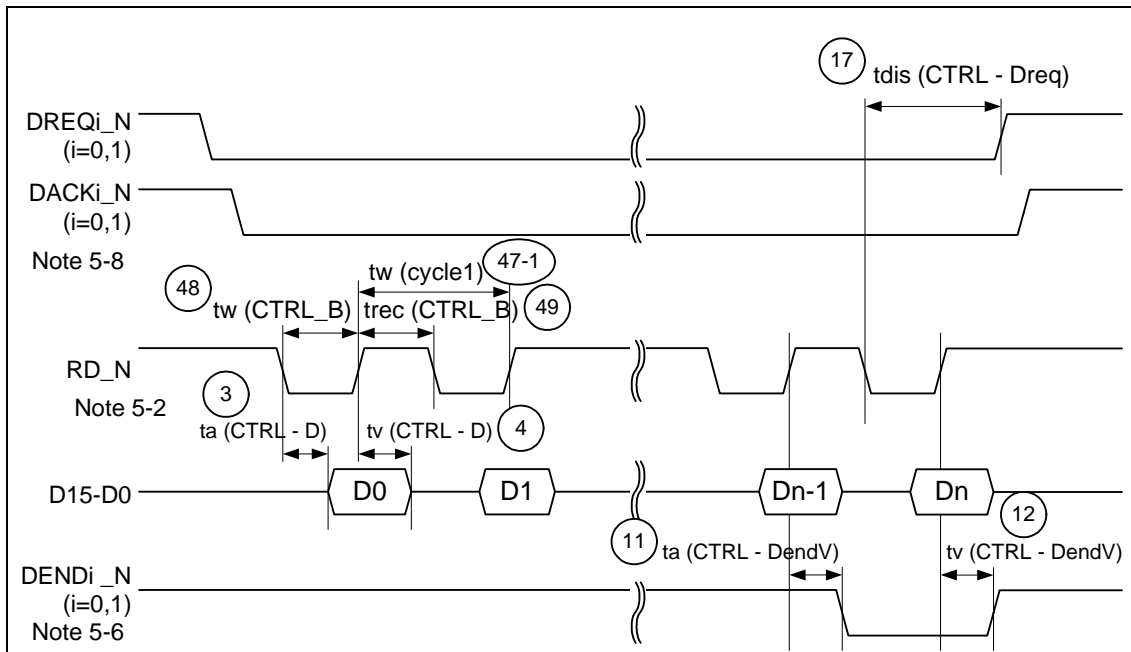 17
tdis (CTRL - Dreq)
DREQi_N
(i=0,1)
DACKi_N
(i=0,1)
Note 5-8
47-1
tw (cycle1)
48
tw (CTRL_B)
trec (CTRL_B)
49
RD_N
Note 5-2
3
ta (CTRL - D)
tv (CTRL - D)
4
D15-D0
D0
D1
Dn-1
Dn
12
11
ta (CTRL - DendV)
tv (CTRL - DendV)
DENDi _N
(i=0,1)
Note 5-6